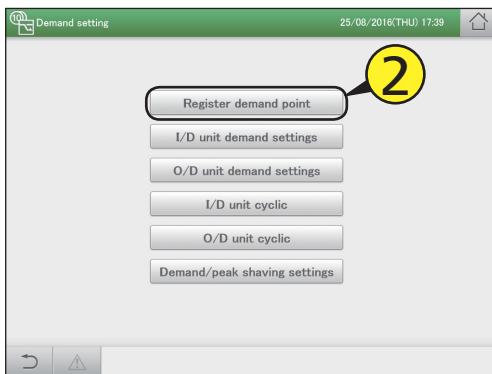 Demand setting
25/08/2016(THU) 17:39
2
Register demand point
I/D unit demand settings
O/D unit demand settings
I/D unit cyclic
O/D unit cyclic
Demand/peak shaving settings